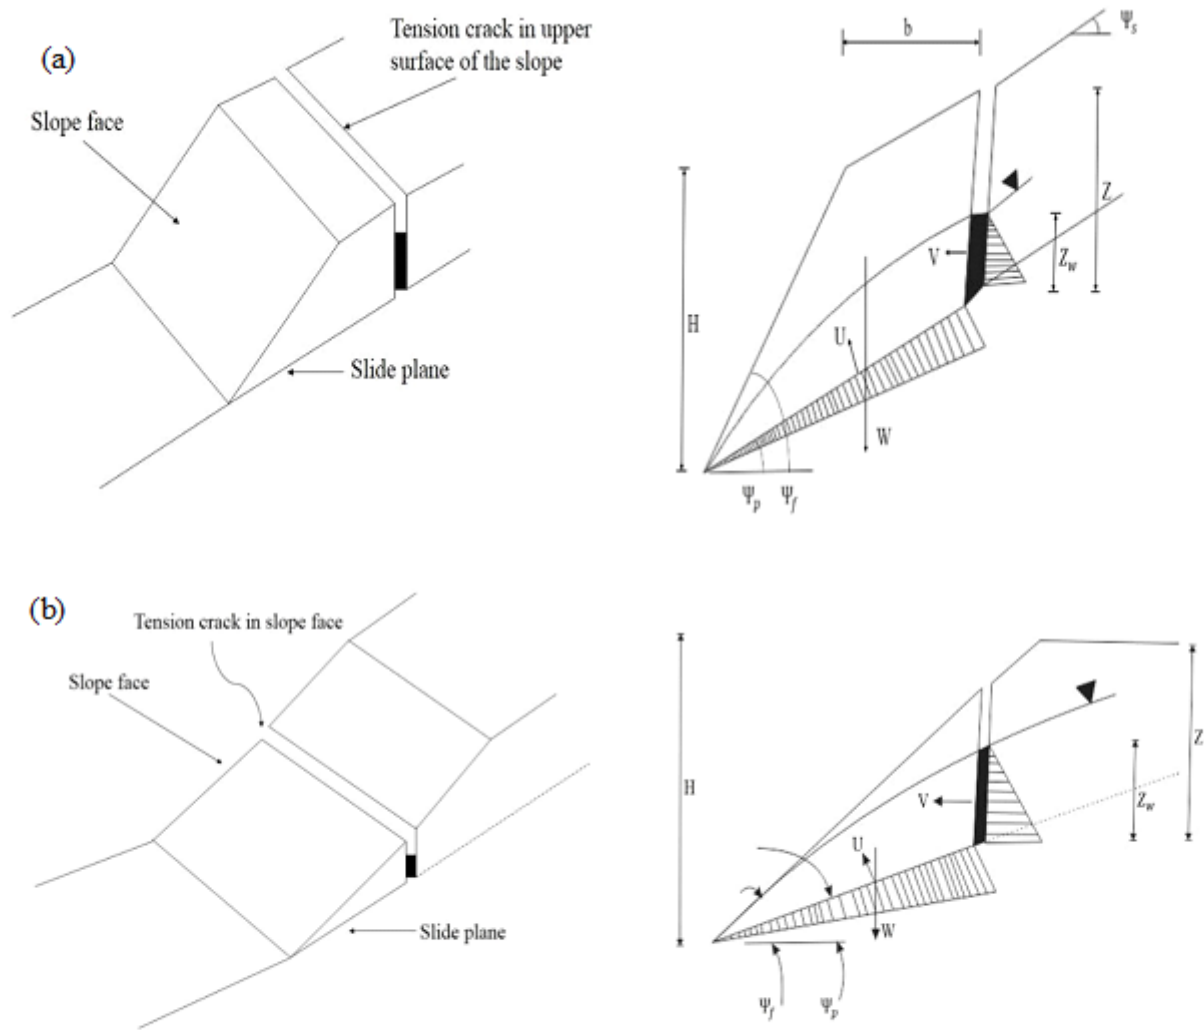 (a)
Tension crack in upper
surface of the slope
Slope face
Slide plane
b
Ψs
Z
V
Zw
H
U
W
Ψp
Ψf
(b)
Tension crack in slope face
Slope face
Slide plane
H
Z
V
Zw
U
W
Ψf
Ψp